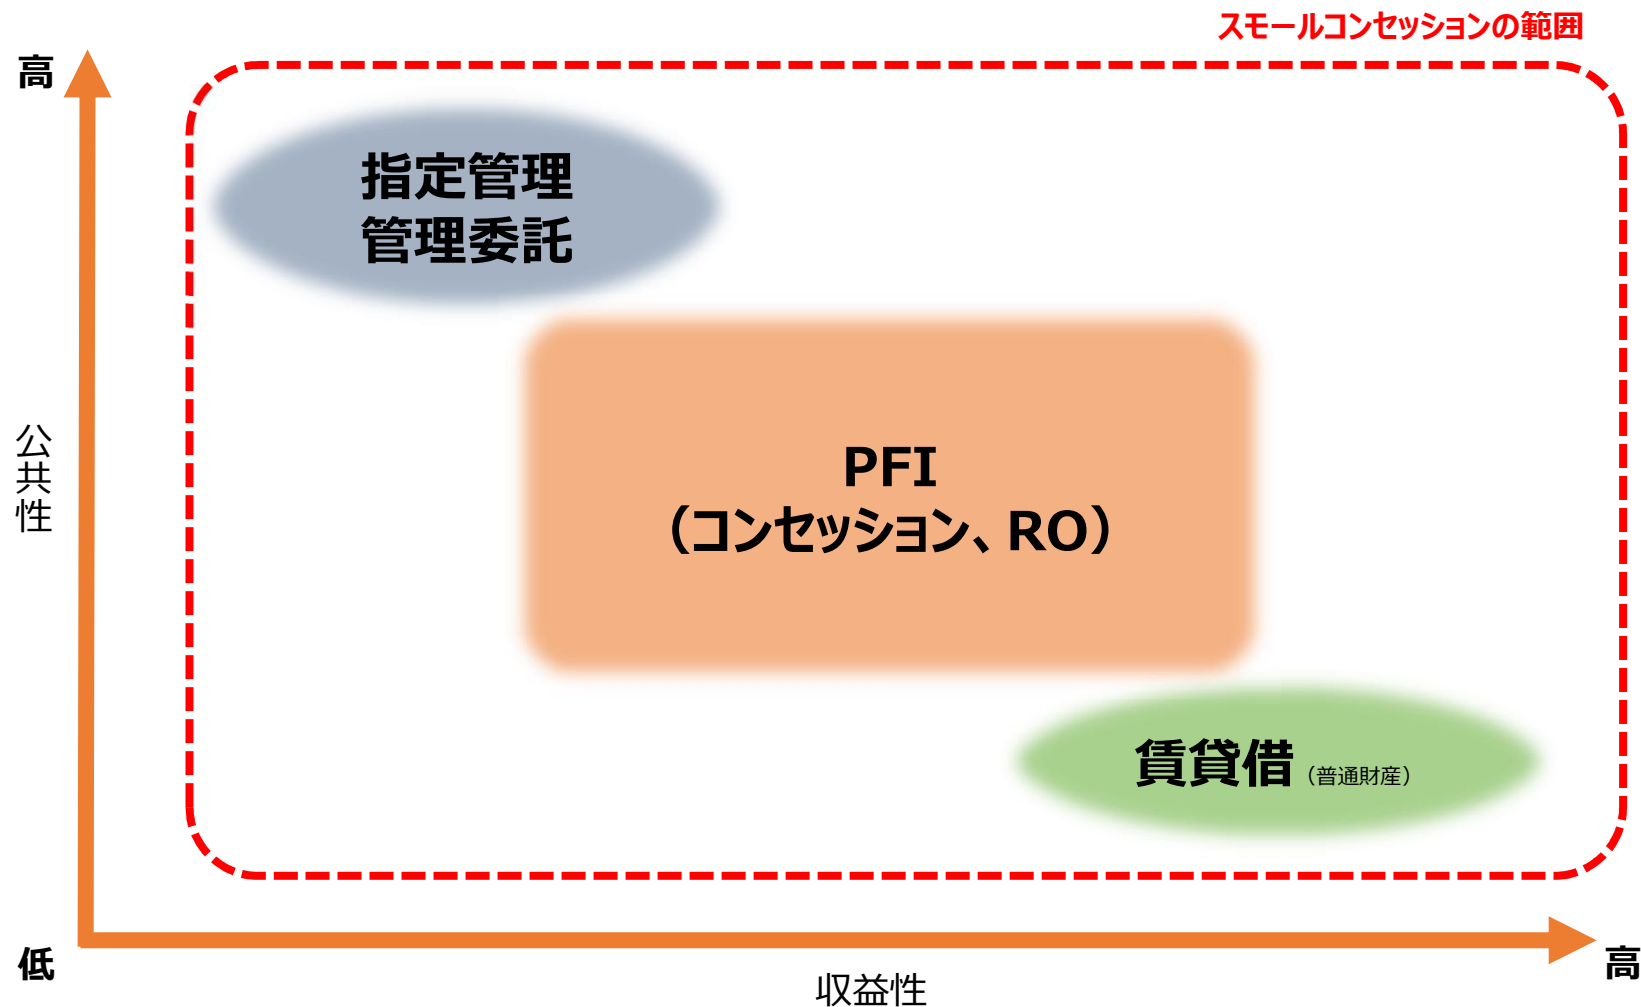 スモールコンセッションの範囲
高
指定管理
管理委託
公共性
PFI
（コンセッション、RO）
賃貸借（普通財産）
低
収益性
高